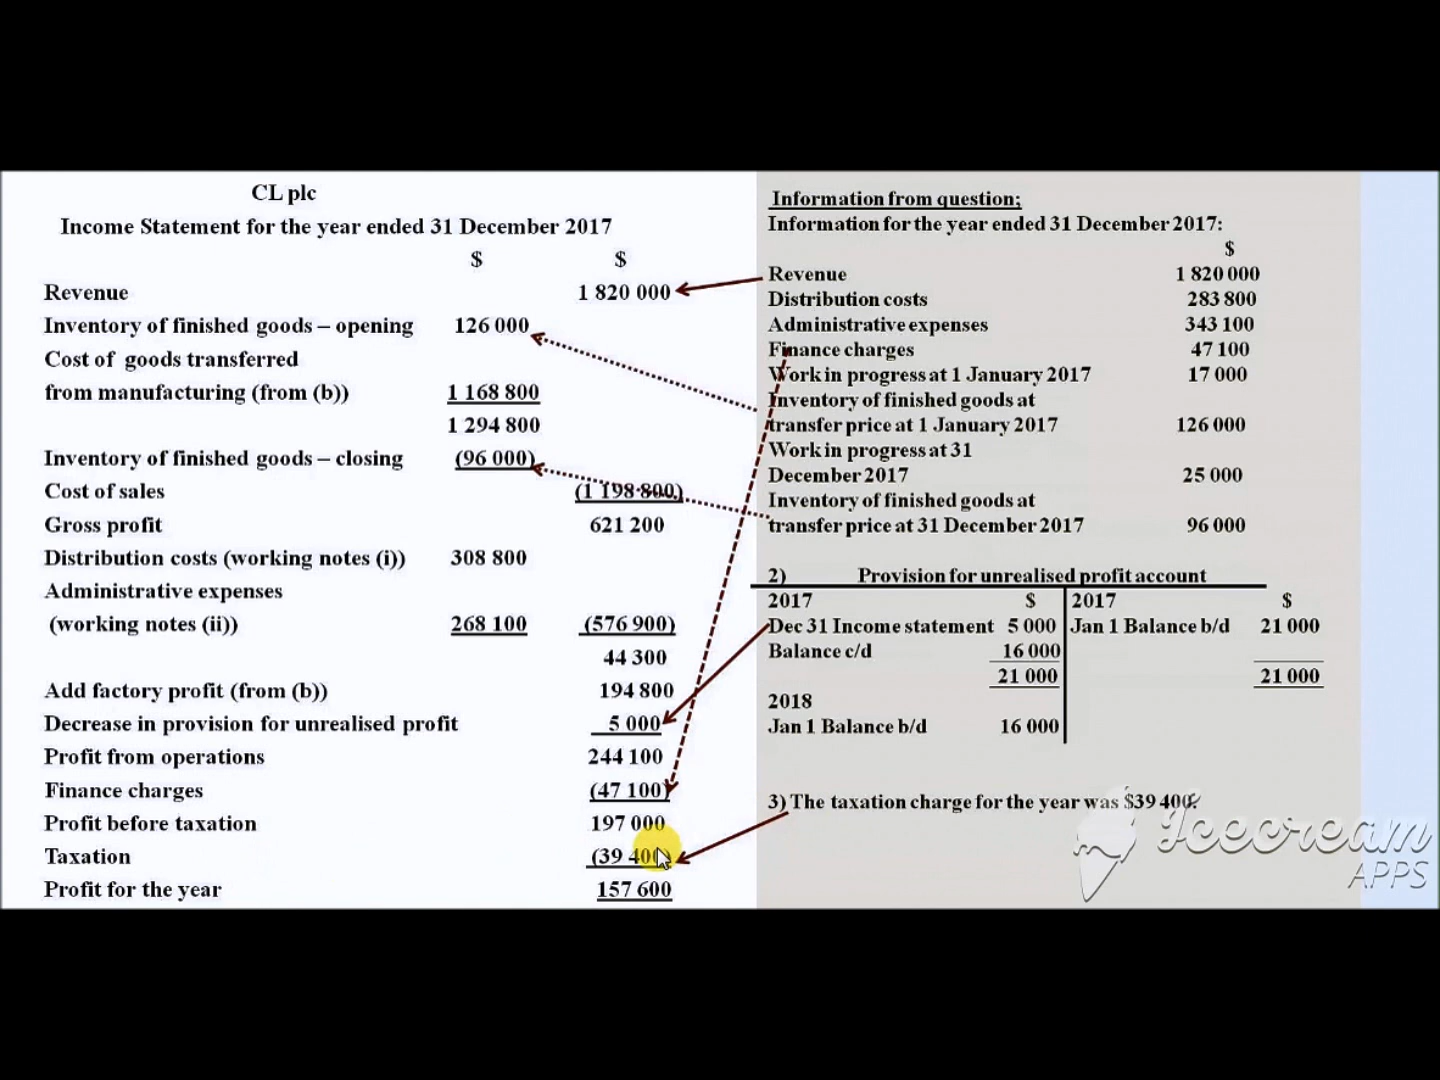 CL plc
Income Statement for the year ended 31 December 2017
$ $
Revenue 1 820 000
Inventory of finished goods – opening 126 000
Cost of goods transferred
from manufacturing (from (b)) 1 168 800
1 294 800
Inventory of finished goods – closing (96 000)
Cost of sales (1 198 800)
Gross profit 621 200
Distribution costs (working notes (i)) 308 800
Administrative expenses
(working notes (ii)) 268 100 (576 900)
44 300
Add factory profit (from (b)) 194 800
Decrease in provision for unrealised profit 5 000
Profit from operations 244 100
Finance charges (47 100)
Profit before taxation 197 000
Taxation (39 400)
Profit for the year 157 600
Information from question;
Information for the year ended 31 December 2017:
$
Revenue 1 820 000
Distribution costs 283 800
Administrative expenses 343 100
Finance charges 47 100
Work in progress at 1 January 2017 17 000
Inventory of finished goods at
transfer price at 1 January 2017 126 000
Work in progress at 31
December 2017 25 000
Inventory of finished goods at
transfer price at 31 December 2017 96 000
2) Provision for unrealised profit account
2017 $ 2017 $
Dec 31 Income statement 5 000 Jan 1 Balance b/d 21 000
Balance c/d 16 000
21 000 21 000
2018
Jan 1 Balance b/d 16 000
3) The taxation charge for the year was $39 400.
Icecream
APPS